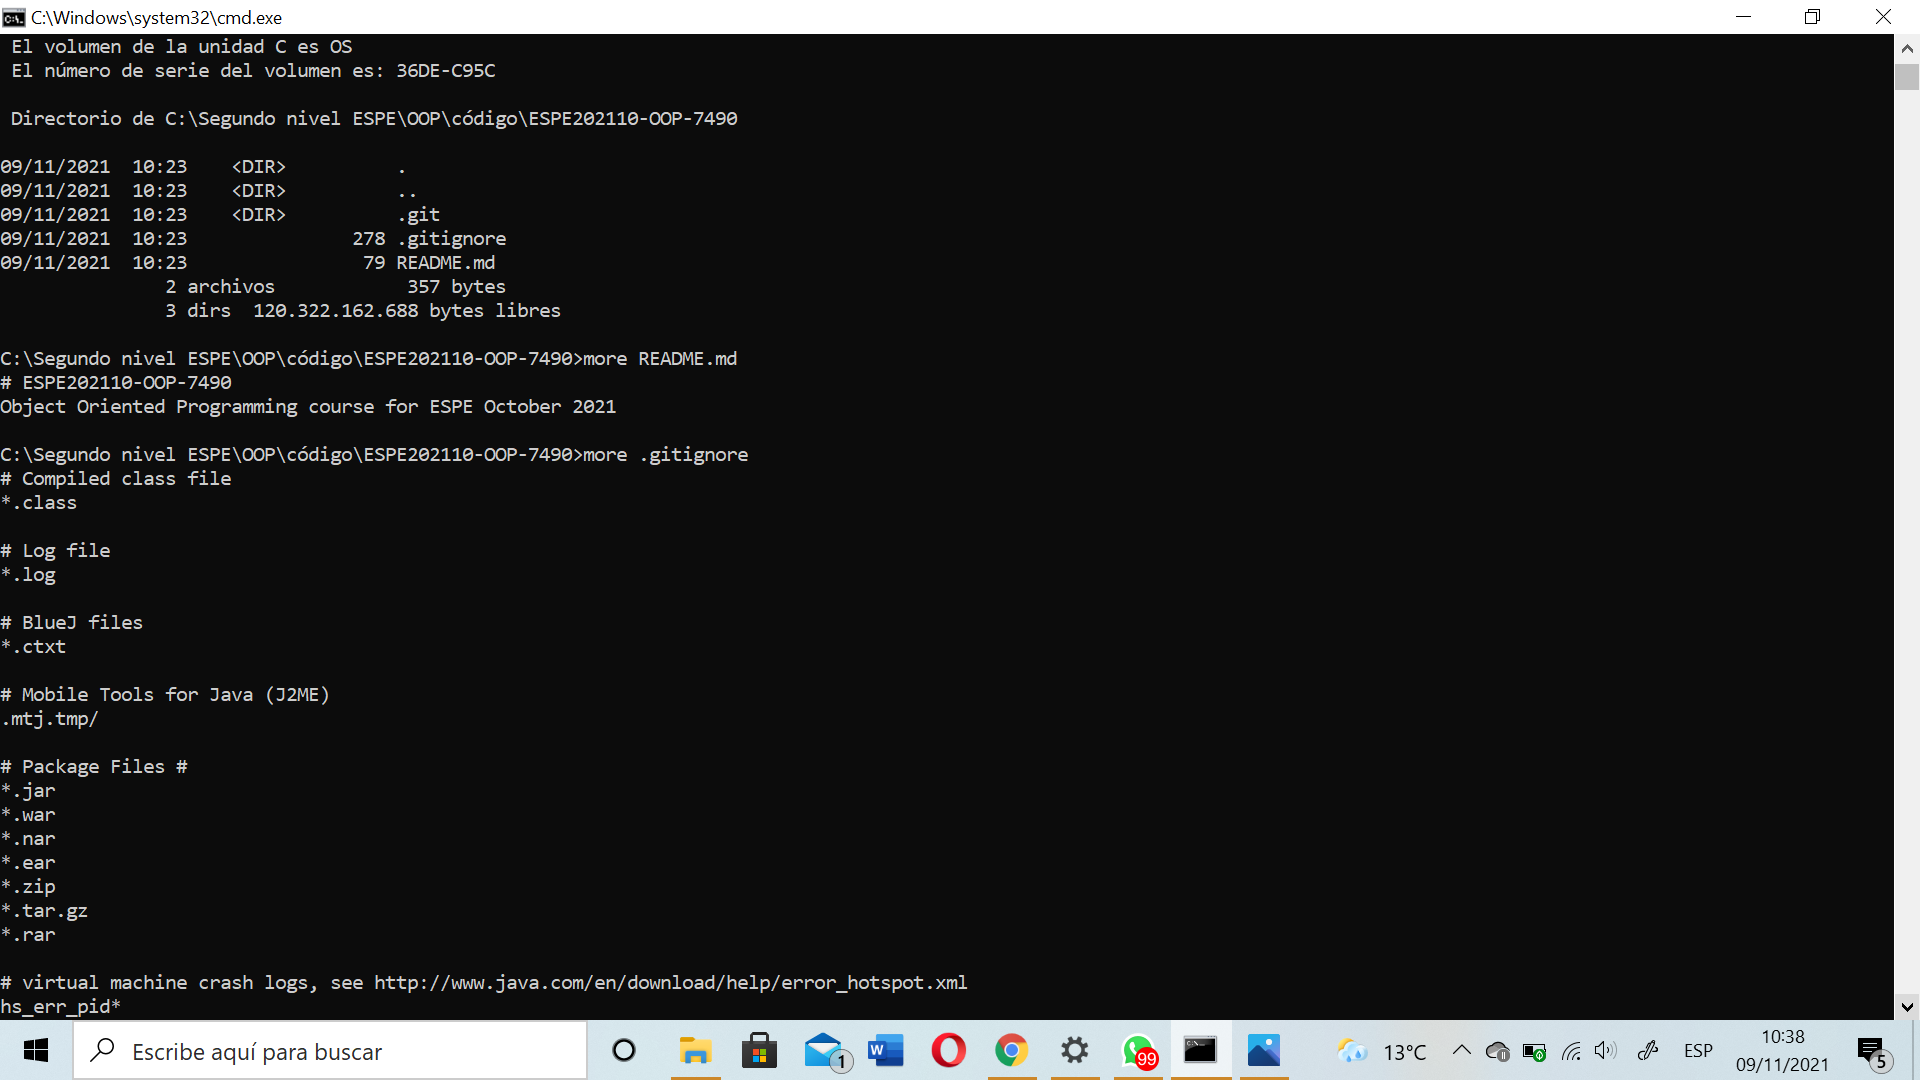 C:\Windows\system32\cmd.exe
El volumen de la unidad C es OS
El número de serie del volumen es: 36DE-C95C
Directorio de C:\Segundo nivel ESPE\OOP\código\ESPE202110-OOP-7490
09/11/2021  10:23    <DIR>          .
09/11/2021  10:23    <DIR>          ..
09/11/2021  10:23    <DIR>          .git
09/11/2021  10:23               278 .gitignore
09/11/2021  10:23                79 README.md
2 archivos            357 bytes
3 dirs  120.322.162.688 bytes libres
C:\Segundo nivel ESPE\OOP\código\ESPE202110-OOP-7490>more README.md
# ESPE202110-OOP-7490
Object Oriented Programming course for ESPE October 2021
C:\Segundo nivel ESPE\OOP\código\ESPE202110-OOP-7490>more .gitignore
# Compiled class file
*.class
# Log file
*.log
# BlueJ files
*.ctxt
# Mobile Tools for Java (J2ME)
.mtj.tmp/
# Package Files #
*.jar
*.war
*.nar
*.ear
*.zip
*.tar.gz
*.rar
# virtual machine crash logs, see http://www.java.com/en/download/help/error_hotspot.xml
hs_err_pid*
Escribe aquí para buscar
1
W
99
13°C
ESP
10:38
09/11/2021
5